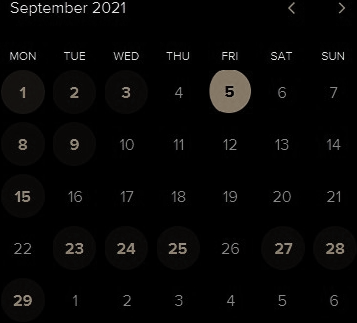 September 2021 < >
MON TUE WED THU FRI SAT SUN
1 2 3 4 5 6 7
8 9 10 11 12 13 14
15 16 17 18 19 20 21
22 23 24 25 26 27 28
29 1 2 3 4 5 6